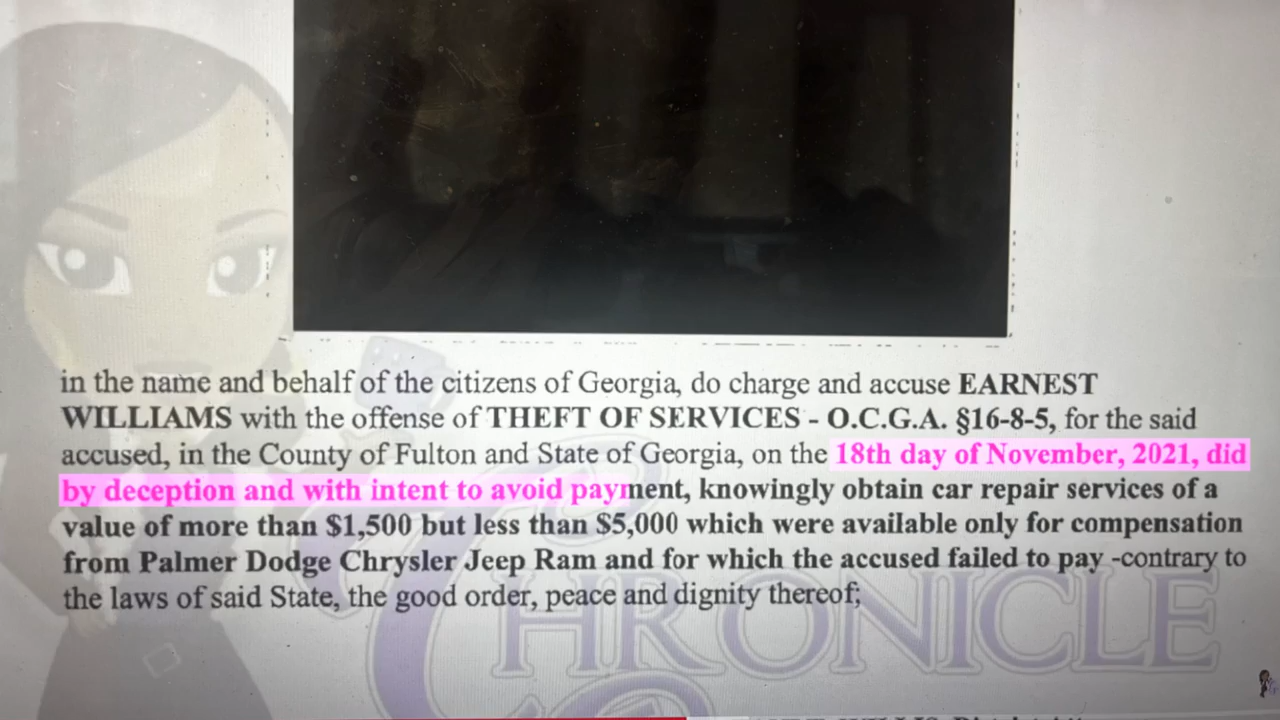 in the name and behalf of the citizens of Georgia, do charge and accuse EARNEST
WILLIAMS with the offense of THEFT OF SERVICES - O.C.G.A. §16-8-5, for the said
accused, in the County of Fulton and State of Georgia, on the 18th day of November, 2021, did
by deception and with intent to avoid payment, knowingly obtain car repair services of a
value of more than $1,500 but less than $5,000 which were available only for compensation
from Palmer Dodge Chrysler Jeep Ram and for which the accused failed to pay -contrary to
the laws of said State, the good order, peace and dignity thereof;
CHRONICLE